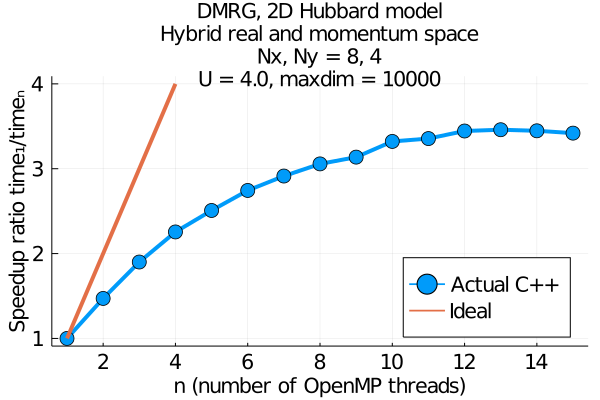 DMRG, 2D Hubbard model
Hybrid real and momentum space
Nx, Ny = 8, 4
U = 4.0, maxdim = 10000
Speedup ratio time₁/timeₙ
4
3
2
1
2 4 6 8 10 12 14
n (number of OpenMP threads)
Actual C++
Ideal